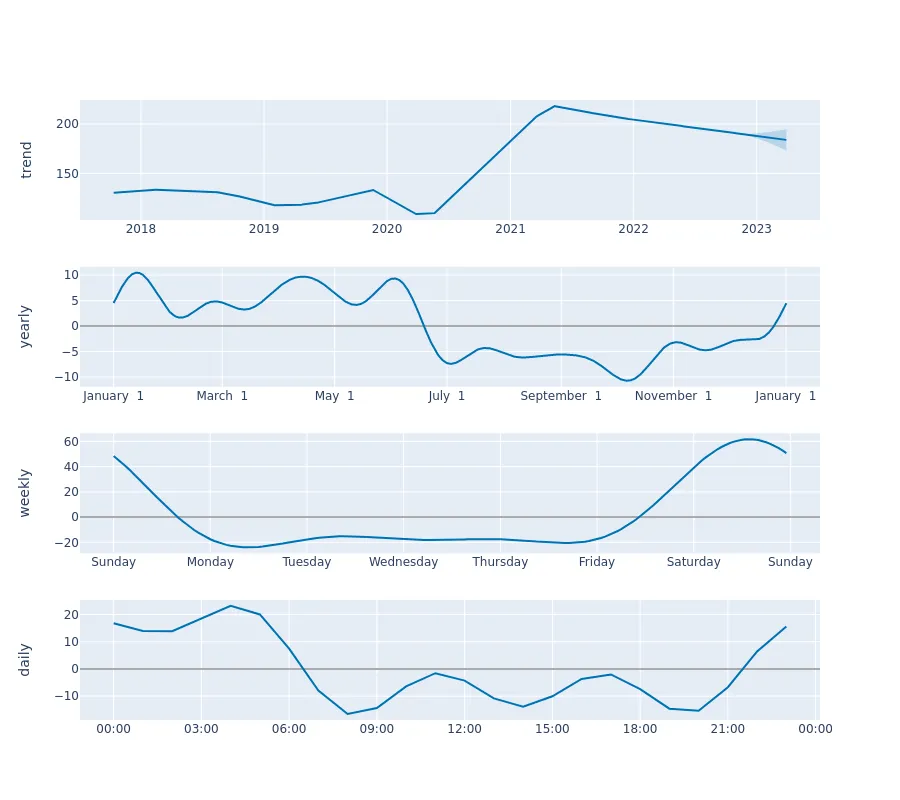 trend
200
150
2018 2019 2020 2021 2022 2023
yearly
10
5
0
−5
−10
January 1 March 1 May 1 July 1 September 1 November 1 January 1
weekly
60
40
20
0
−20
Sunday Monday Tuesday Wednesday Thursday Friday Saturday Sunday
daily
20
10
0
−10
00:00 03:00 06:00 09:00 12:00 15:00 18:00 21:00 00:00